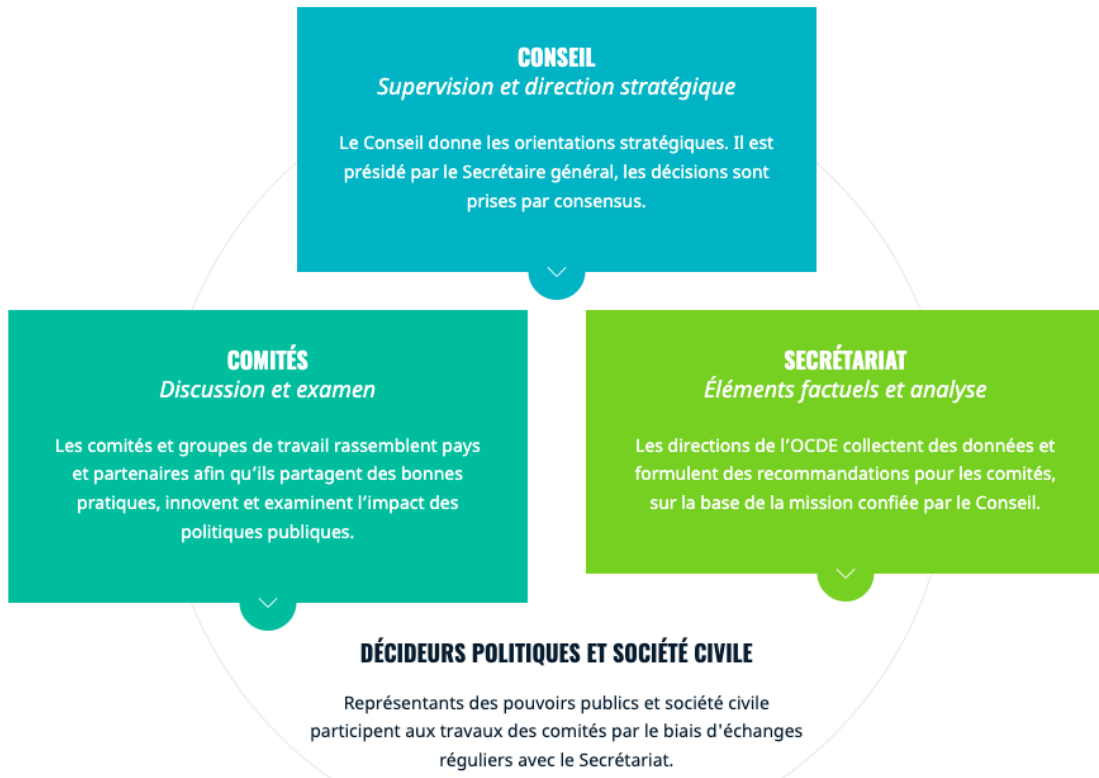 CONSEIL
Supervision et direction stratégique
Le Conseil donne les orientations stratégiques. Il est
présidé par le Secrétaire général, les décisions sont
prises par consensus.
COMITÉS
Discussion et examen
Les comités et groupes de travail rassemblent pays
et partenaires afin qu’ils partagent des bonnes
pratiques, innovent et examinent l’impact des
politiques publiques.
SECRÉTARIAT
Éléments factuels et analyse
Les directions de l’OCDE collectent des données et
formulent des recommandations pour les comités,
sur la base de la mission confiée par le Conseil.
DÉCIDEURS POLITIQUES ET SOCIÉTÉ CIVILE
Représentants des pouvoirs publics et société civile
participent aux travaux des comités par le biais d'échanges
réguliers avec le Secrétariat.